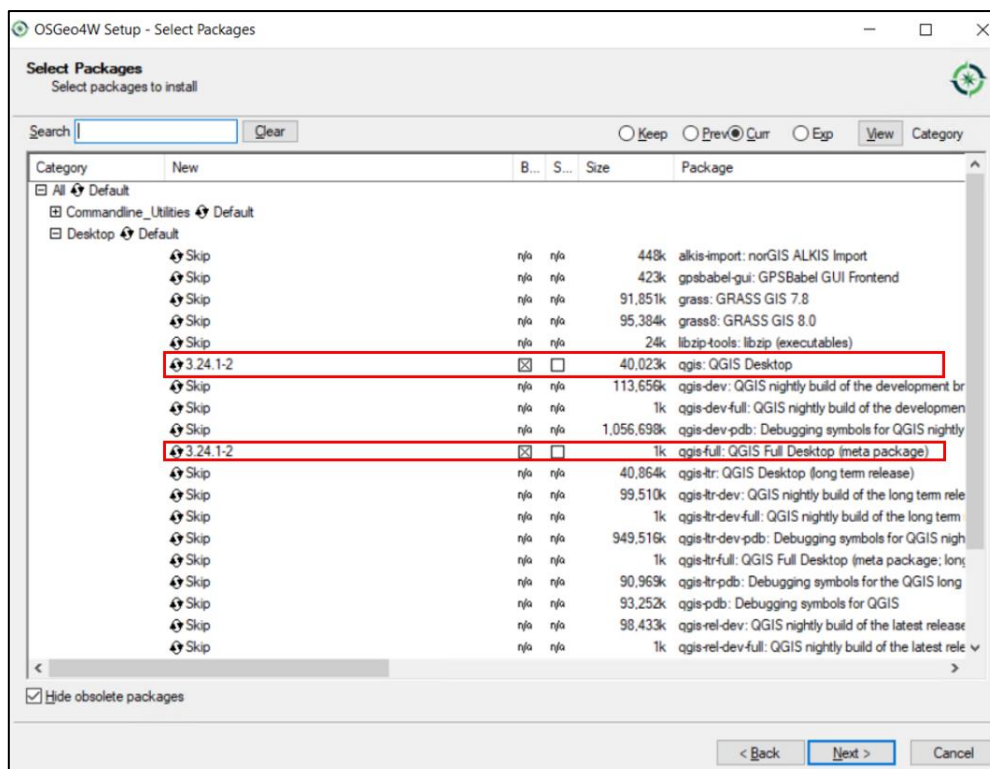 OSGeo4W Setup - Select Packages
Select Packages
Select packages to install
Search Clear Keep Prev Curr Exp View Category
Category New B... S... Size Package
All Default
Commandline_Utilities Default
Desktop Default
Skip n/a n/a 448k alkis-import: norGIS ALKIS Import
Skip n/a n/a 423k gpsbabel-gui: GPSBabel GUI Frontend
Skip n/a n/a 91,851k grass: GRASS GIS 7.8
Skip n/a n/a 95,384k grass8: GRASS GIS 8.0
Skip n/a n/a 24k libzip-tools: libzip (executables)
3.24.1-2 40,023k qgis: QGIS Desktop
Skip n/a n/a 113,656k qgis-dev: QGIS nightly build of the development br
Skip n/a n/a 1k qgis-dev-full: QGIS nightly build of the developmen
Skip n/a n/a 1,056,698k qgis-dev-pdb: Debugging symbols for QGIS nightly
3.24.1-2 1k qgis-full: QGIS Full Desktop (meta package)
Skip n/a n/a 40,864k qgis-ltr: QGIS Desktop (long term release)
Skip n/a n/a 99,510k qgis-ltr-dev: QGIS nightly build of the long term rele
Skip n/a n/a 1k qgis-ltr-dev-full: QGIS nightly build of the long term
Skip n/a n/a 949,516k qgis-ltr-dev-pdb: Debugging symbols for QGIS nigh
Skip n/a n/a 1k qgis-ltr-full: QGIS Full Desktop (meta package; long
Skip n/a n/a 90,969k qgis-ltr-pdb: Debugging symbols for the QGIS long
Skip n/a n/a 93,252k qgis-pdb: Debugging symbols for QGIS
Skip n/a n/a 98,433k qgis-rel-dev: QGIS nightly build of the latest release
Skip n/a n/a 1k qgis-rel-dev-full: QGIS nightly build of the latest rele
Hide obsolete packages
< Back Next > Cancel